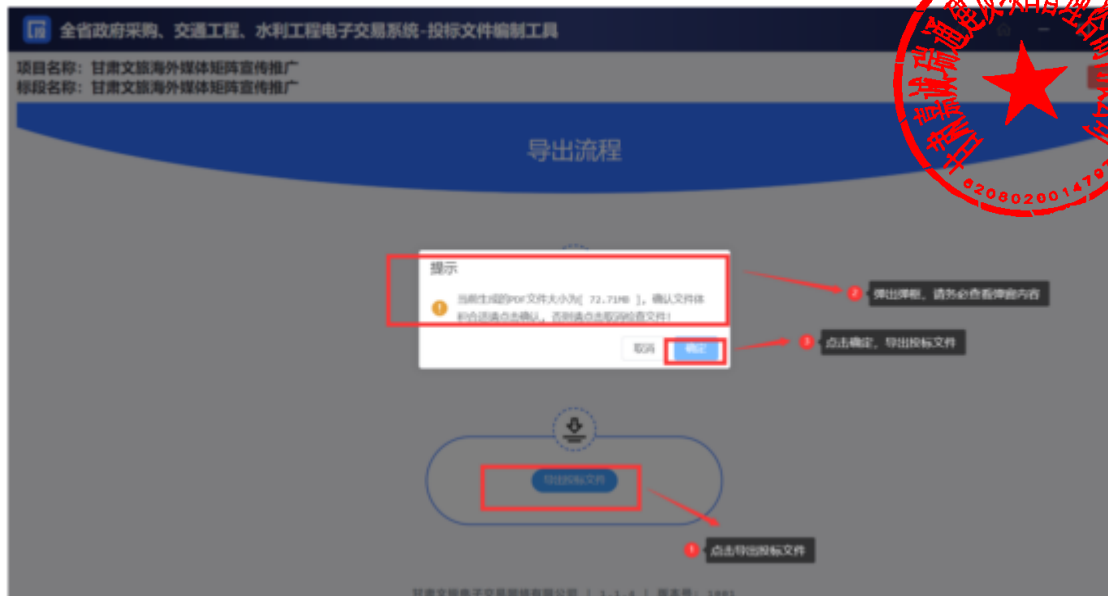 全省政府采购、交通工程、水利工程电子交易系统-投标文件编制工具
项目名称：甘肃文旅海外媒体矩阵宣传推广
标段名称：甘肃文旅海外媒体矩阵宣传推广
导出流程
提示
当前生成的PDF文件大小为[ 72.71MB ]，确认文件体
积合适请点击确认，否则请点击取消检查文件！
取消 确定
2 弹出弹框，请务必查看弹窗内容
3 点击确定，导出投标文件
导出投标文件
1 点击导出投标文件